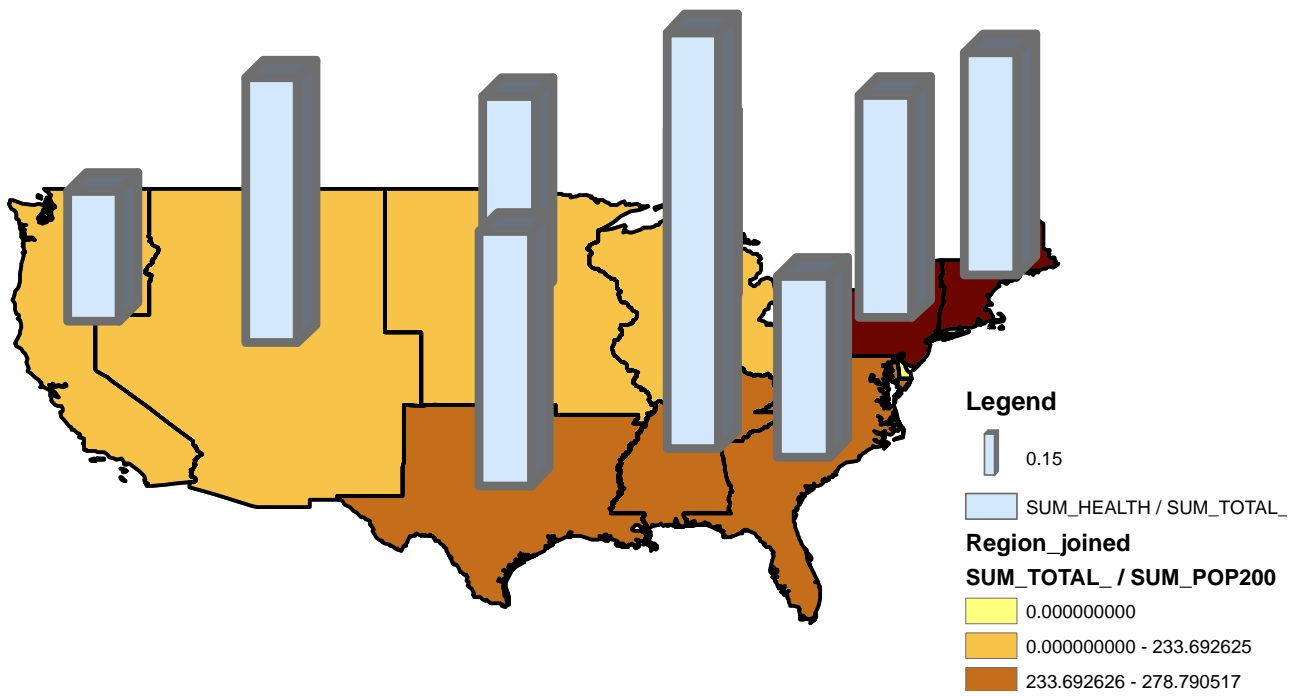 Legend
0.15
SUM_HEALTH / SUM_TOTAL_
Region_joined
SUM_TOTAL_ / SUM_POP200
0.000000000
0.000000000 - 233.692625
233.692626 - 278.790517